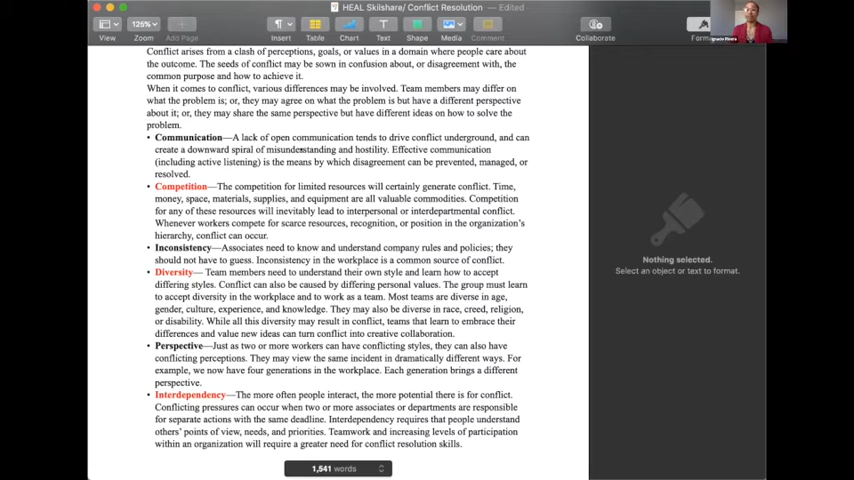 HEAL Skilshare/ Conflict Resolution — Edited
125%
View
Zoom
Add Page
Insert
Table
Chart
Text
Shape
Media
Comment
Collaborate
Conflict arises from a clash of perceptions, goals, or values in a domain where people care about
the outcome. The seeds of conflict may be sown in confusion about, or disagreement with, the
common purpose and how to achieve it.
When it comes to conflict, various differences may be involved. Team members may differ on
what the problem is; or, they may agree on what the problem is but have a different perspective
about it; or, they may share the same perspective but have different ideas on how to solve the
problem.
• Communication—A lack of open communication tends to drive conflict underground, and can
create a downward spiral of misunderstanding and hostility. Effective communication
(including active listening) is the means by which disagreement can be prevented, managed, or
resolved.
• Competition—The competition for limited resources will certainly generate conflict. Time,
money, space, materials, supplies, and equipment are all valuable commodities. Competition
for any of these resources will inevitably lead to interpersonal or interdepartmental conflict.
Whenever workers compete for scarce resources, recognition, or position in the organization's
hierarchy, conflict can occur.
• Inconsistency—Associates need to know and understand company rules and policies; they
should not have to guess. Inconsistency in the workplace is a common source of conflict.
• Diversity— Team members need to understand their own style and learn how to accept
differing styles. Conflict can also be caused by differing personal values. The group must learn
to accept diversity in the workplace and to work as a team. Most teams are diverse in age,
gender, culture, experience, and knowledge. They may also be diverse in race, creed, religion,
or disability. While all this diversity may result in conflict, teams that learn to embrace their
differences and value new ideas can turn conflict into creative collaboration.
• Perspective—Just as two or more workers can have conflicting styles, they can also have
conflicting perceptions. They may view the same incident in dramatically different ways. For
example, we now have four generations in the workplace. Each generation brings a different
perspective.
• Interdependency—The more often people interact, the more potential there is for conflict.
Conflicting pressures can occur when two or more associates or departments are responsible
for separate actions with the same deadline. Interdependency requires that people understand
others' points of view, needs, and priorities. Teamwork and increasing levels of participation
within an organization will require a greater need for conflict resolution skills.
1,541 words
Nothing selected.
Select an object or text to format.